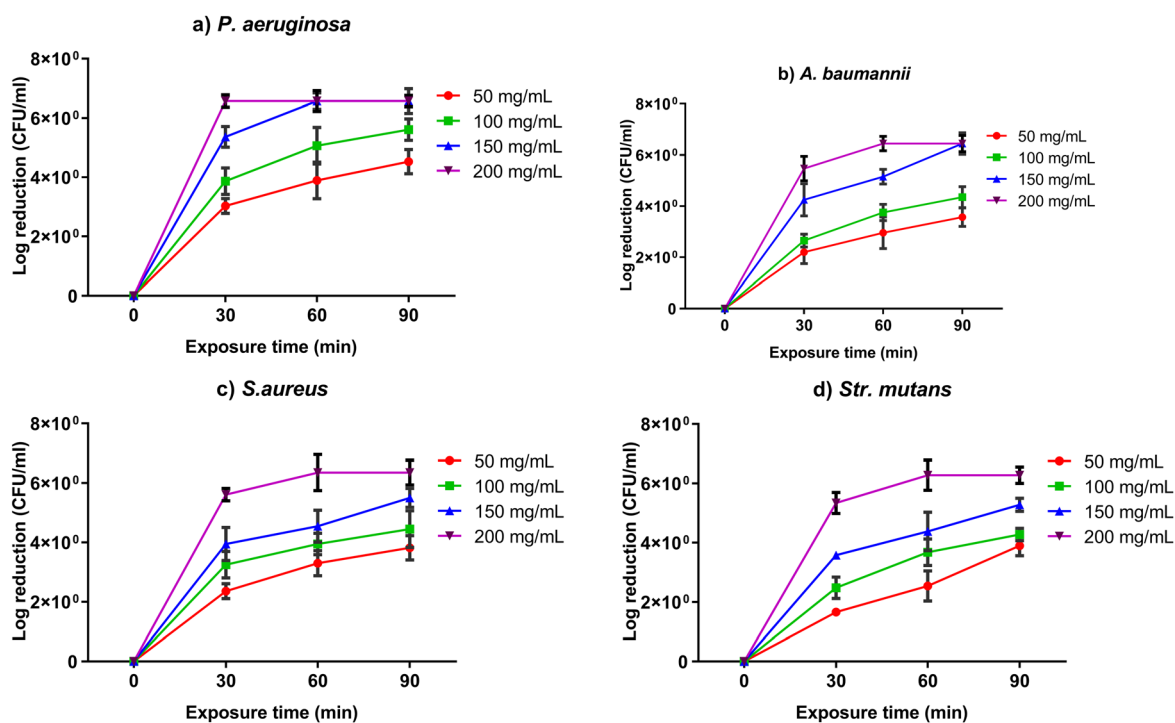 a) P. aeruginosa
8×10⁰
6×10⁰
4×10⁰
2×10⁰
0
Log reduction (CFU/ml)
0 30 60 90
Exposure time (min)
50 mg/mL
100 mg/mL
150 mg/mL
200 mg/mL
b) A. baumannii
8×10⁰
6×10⁰
4×10⁰
2×10⁰
0
Log reduction (CFU/ml)
0 30 60 90
Exposure time (min)
50 mg/mL
100 mg/mL
150 mg/mL
200 mg/mL
c) S.aureus
8×10⁰
6×10⁰
4×10⁰
2×10⁰
0
Log reduction (CFU/ml)
0 30 60 90
Exposure time (min)
50 mg/mL
100 mg/mL
150 mg/mL
200 mg/mL
d) Str. mutans
8×10⁰
6×10⁰
4×10⁰
2×10⁰
0
Log reduction (CFU/ml)
0 30 60 90
Exposure time (min)
50 mg/mL
100 mg/mL
150 mg/mL
200 mg/mL